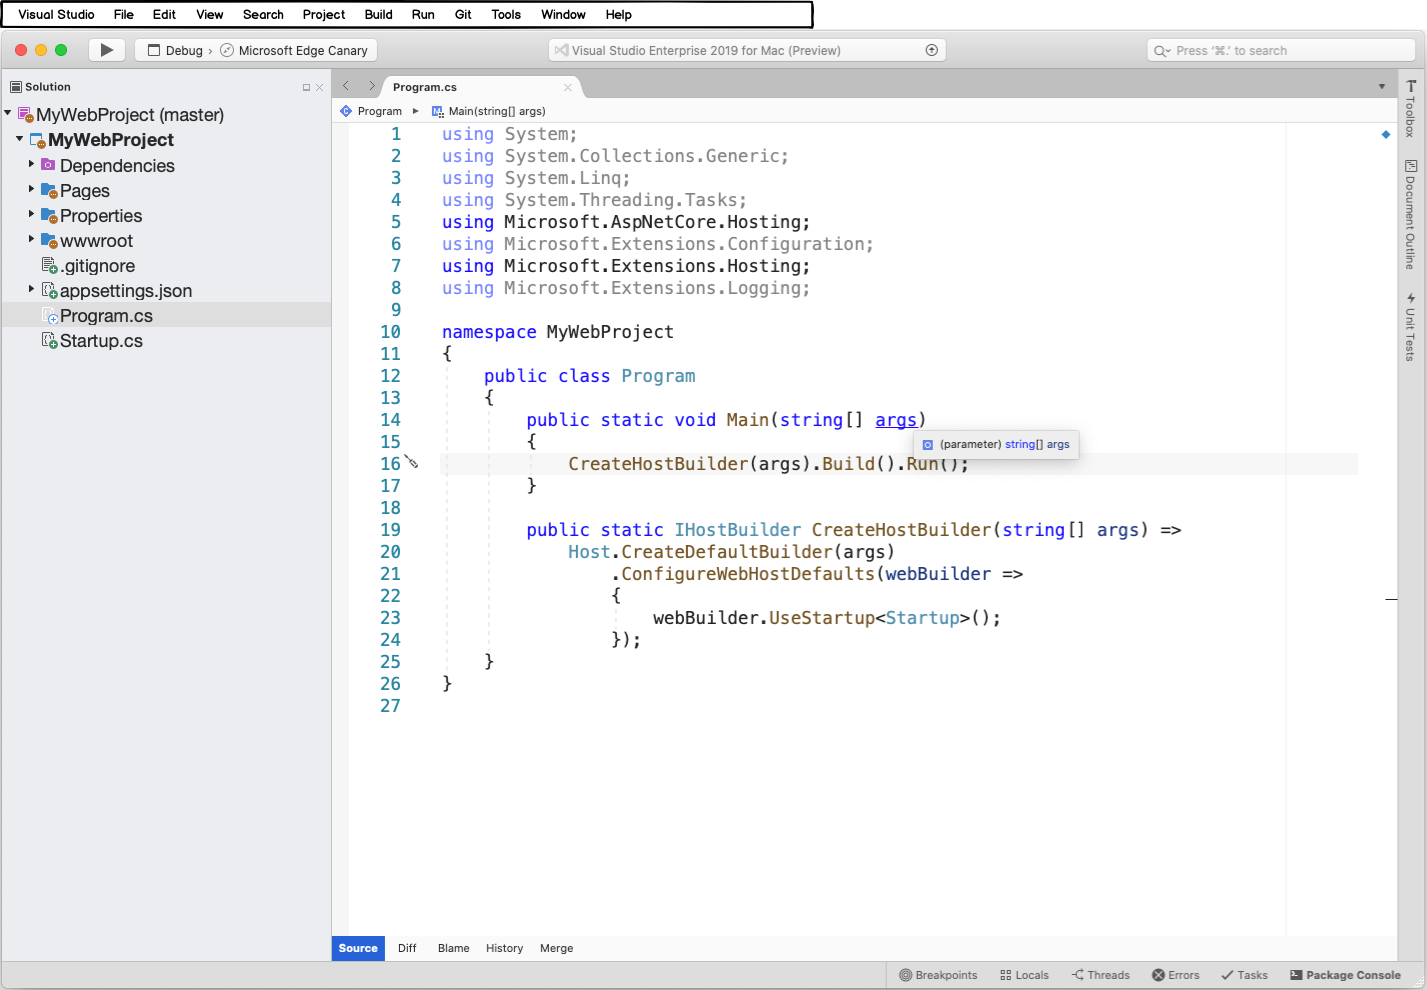 Visual Studio File Edit View Search Project Build Run Git Tools Window Help
Debug › Microsoft Edge Canary
Visual Studio Enterprise 2019 for Mac (Preview)
Press '⌘.' to search
Solution
MyWebProject (master)
MyWebProject
Dependencies
Pages
Properties
wwwroot
.gitignore
appsettings.json
Program.cs
Startup.cs
Program.cs
Program ▸ Main(string[] args)
1 using System;
2 using System.Collections.Generic;
3 using System.Linq;
4 using System.Threading.Tasks;
5 using Microsoft.AspNetCore.Hosting;
6 using Microsoft.Extensions.Configuration;
7 using Microsoft.Extensions.Hosting;
8 using Microsoft.Extensions.Logging;
9
10 namespace MyWebProject
11 {
12 public class Program
13 {
14 public static void Main(string[] args)
15 {
(parameter) string[] args
16 CreateHostBuilder(args).Build().Run();
17 }
18
19 public static IHostBuilder CreateHostBuilder(string[] args) =>
20 Host.CreateDefaultBuilder(args)
21 .ConfigureWebHostDefaults(webBuilder =>
22 {
23 webBuilder.UseStartup<Startup>();
24 });
25 }
26 }
27
Toolbox
Document Outline
Unit Tests
Source Diff Blame History Merge
Breakpoints Locals Threads Errors Tasks Package Console